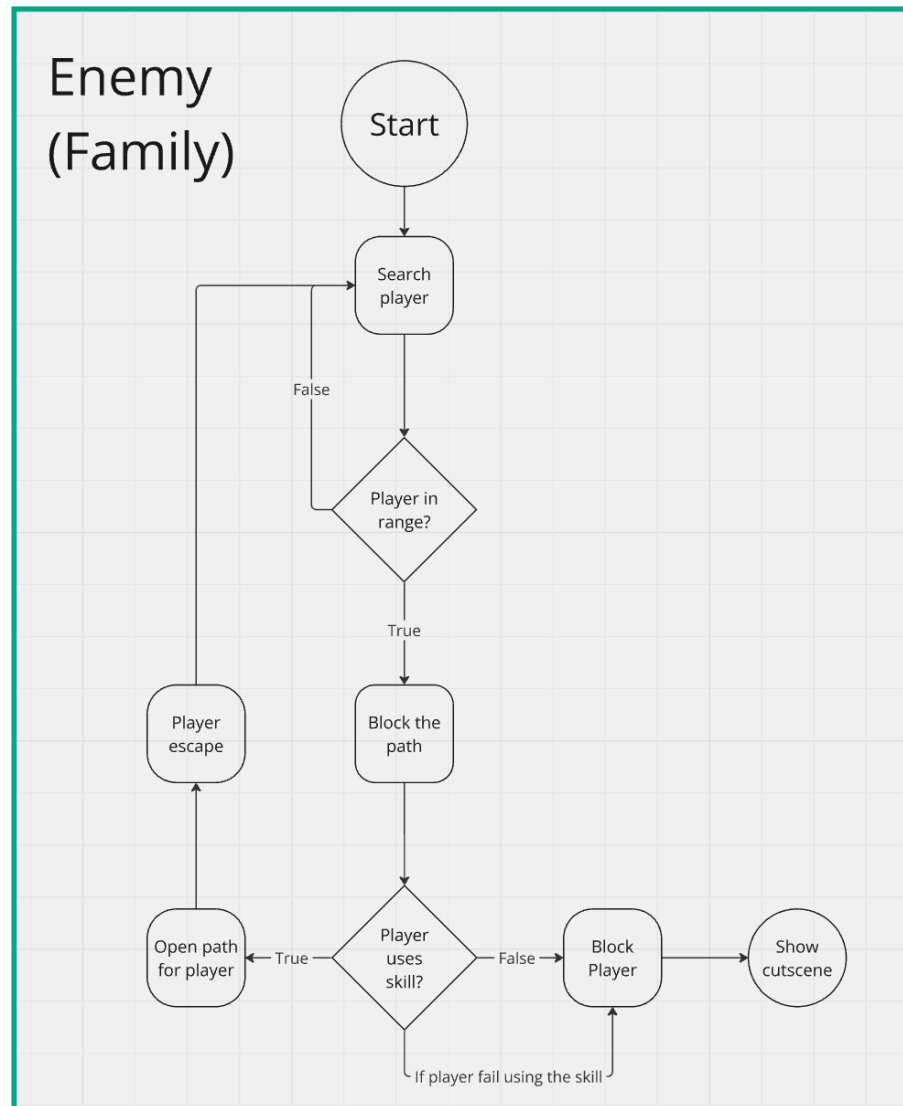 Enemy
(Family)
Start
Search
player
False
Player in
range?
True
Player
escape
Block the
path
Open path
for player
True
Player
uses
skill?
False
Block
Player
Show
cutscene
If player fail using the skill